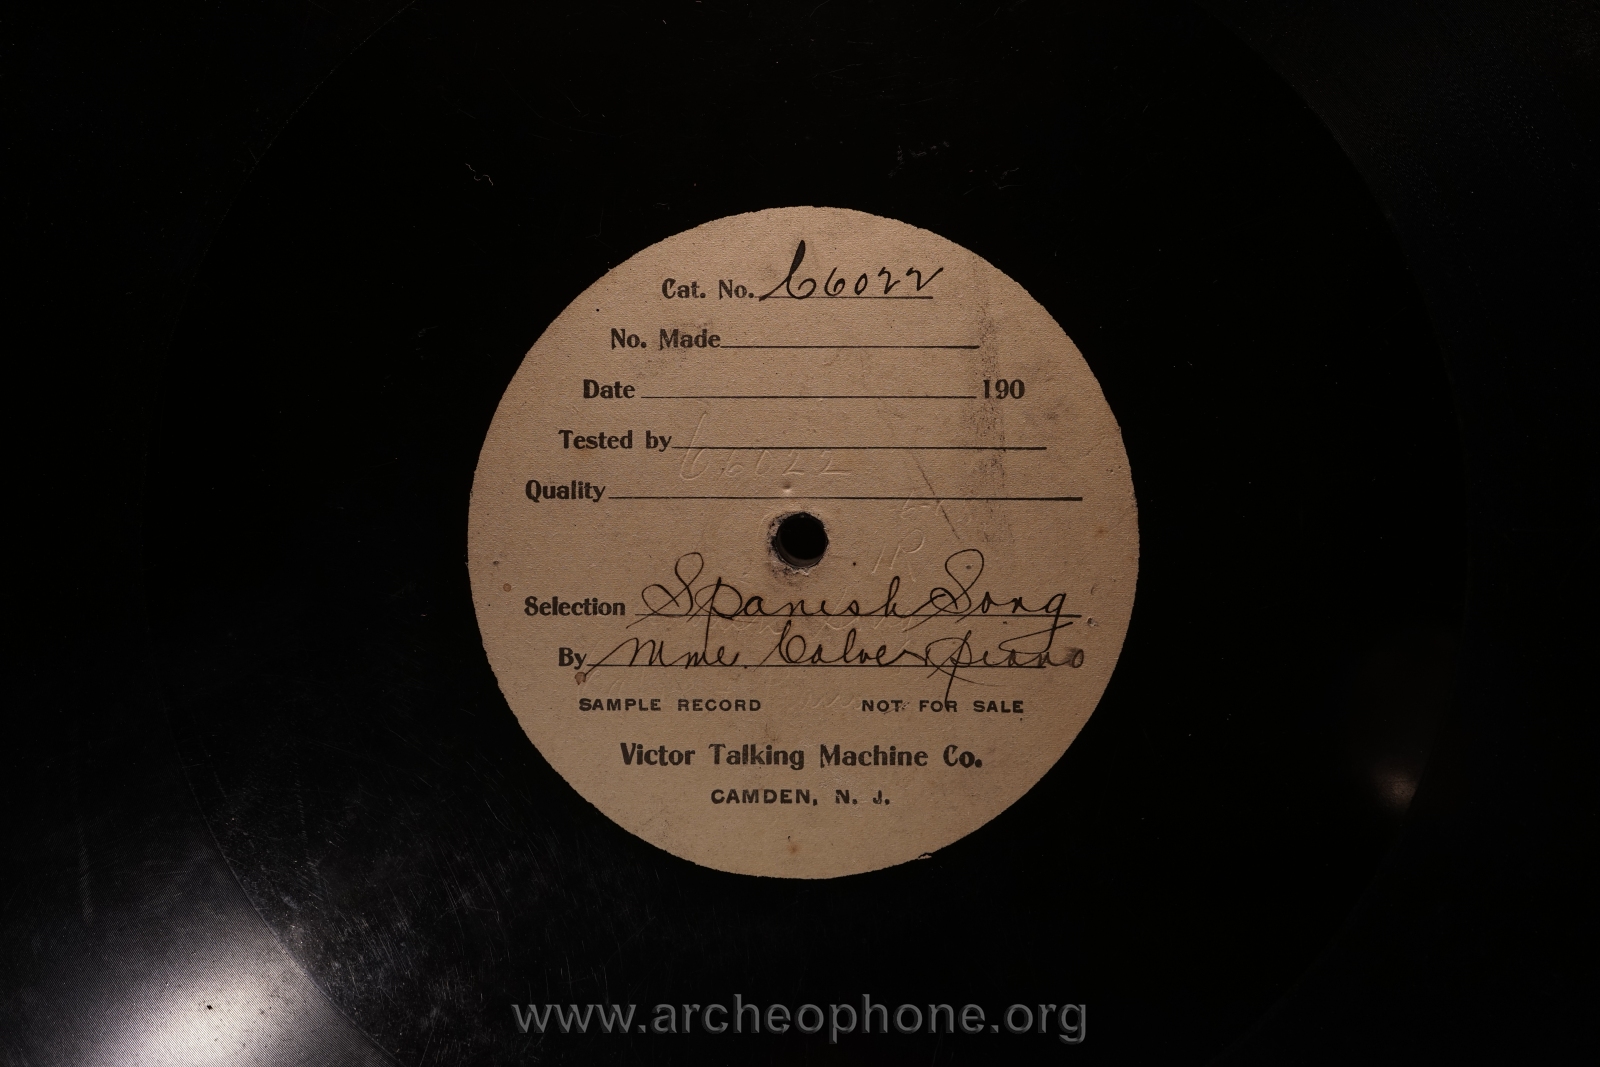 Cat. No. C6022
No. Made
Date 190
Tested by
C6022
Quality
Selection Spanish Song
By Mme. Calve piano
SAMPLE RECORD NOT FOR SALE
Victor Talking Machine Co.
CAMDEN, N. J.
www.archeophone.org